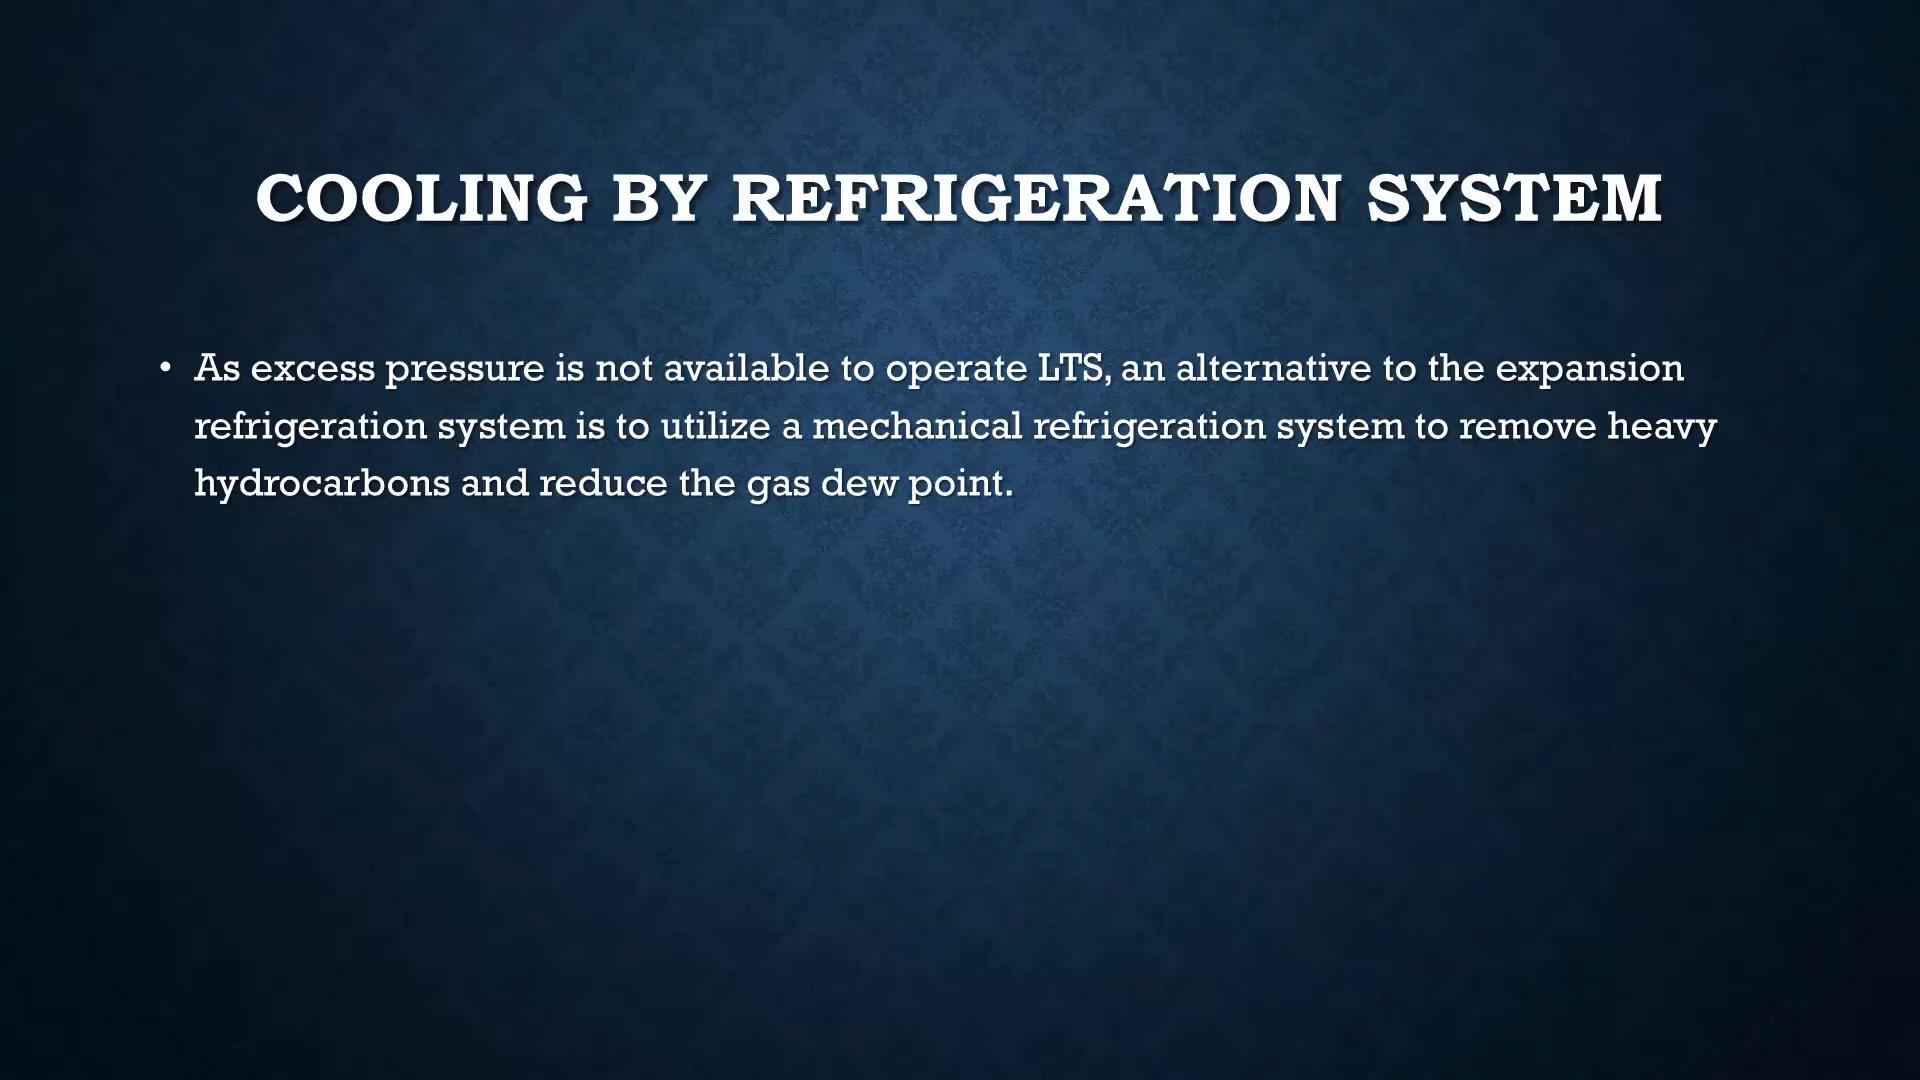 COOLING BY REFRIGERATION SYSTEM
• As excess pressure is not available to operate LTS, an alternative to the expansion
refrigeration system is to utilize a mechanical refrigeration system to remove heavy
hydrocarbons and reduce the gas dew point.